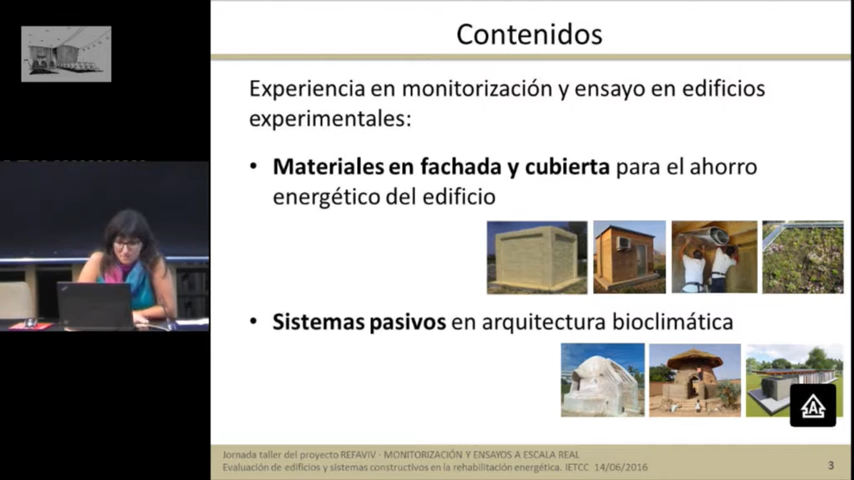 Contenidos
Experiencia en monitorización y ensayo en edificios
experimentales:
• Materiales en fachada y cubierta para el ahorro
energético del edificio
• Sistemas pasivos en arquitectura bioclimática
Jornada taller del proyecto REFAVIV - MONITORIZACIÓN Y ENSAYOS A ESCALA REAL
Evaluación de edificios y sistemas constructivos en la rehabilitación energética. IETCC 14/06/2016
3